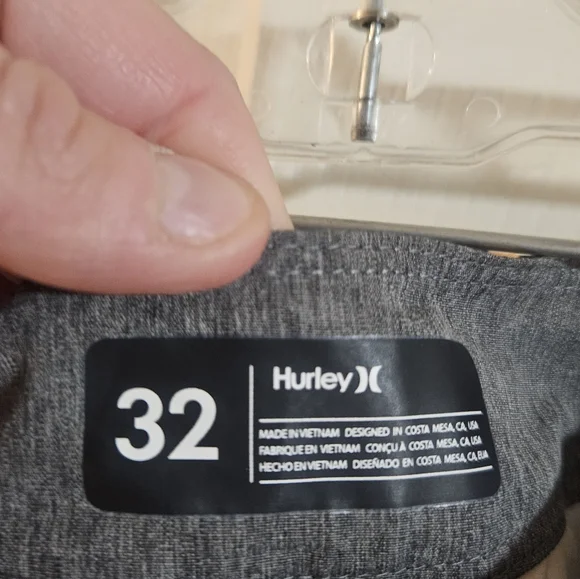 32
Hurley
MADE IN VIETNAM DESIGNED IN COSTA MESA, CA, USA
FABRIQUE EN VIETNAM CONÇU À COSTA MESA, CA, USA
HECHO EN VIETNAM DISEÑADO EN COSTA MESA, CA, EUA